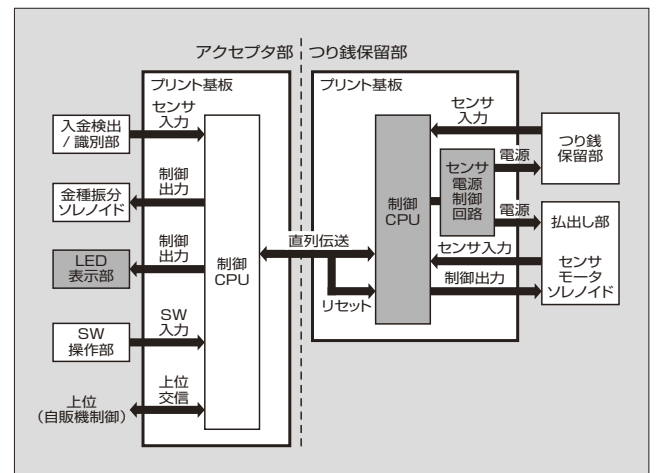 アクセプタ部
つり銭保留部
プリント基板
プリント基板
センサ
入力
入金検出
/ 識別部
制御
出力
金種振分
ソレノイド
制御
出力
LED
表示部
SW
入力
SW
操作部
上位
交信
上位
(自販機制御)
制御
CPU
直列伝送
リセット
制御
CPU
センサ
入力
つり銭
保留部
センサ
電源
制御
回路
電源
電源
払出し部
センサ
モータ
ソレノイド
センサ入力
制御出力